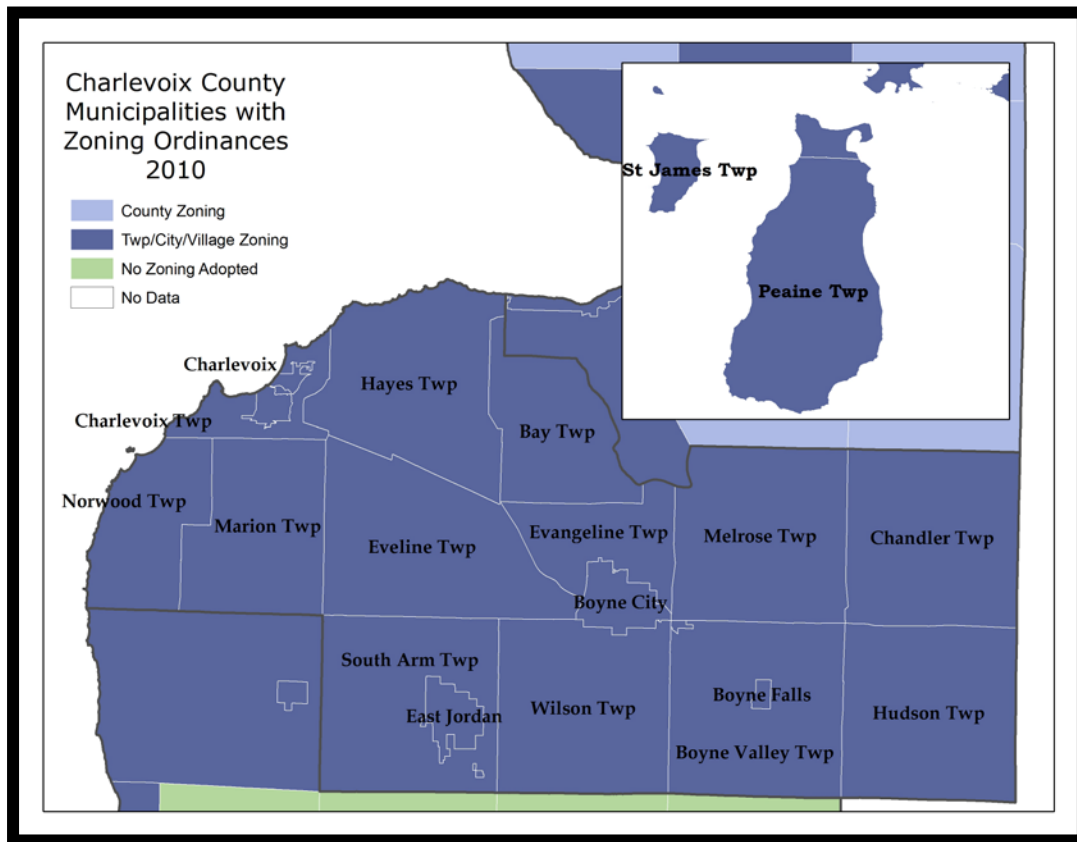 Charlevoix County
Municipalities with
Zoning Ordinances
2010
County Zoning
Twp/City/Village Zoning
No Zoning Adopted
No Data
St James Twp
Peaine Twp
Charlevoix
Hayes Twp
Charlevoix Twp
Bay Twp
Norwood Twp
Marion Twp
Eveline Twp
Evangeline Twp
Melrose Twp
Chandler Twp
Boyne City
South Arm Twp
East Jordan
Wilson Twp
Boyne Falls
Hudson Twp
Boyne Valley Twp